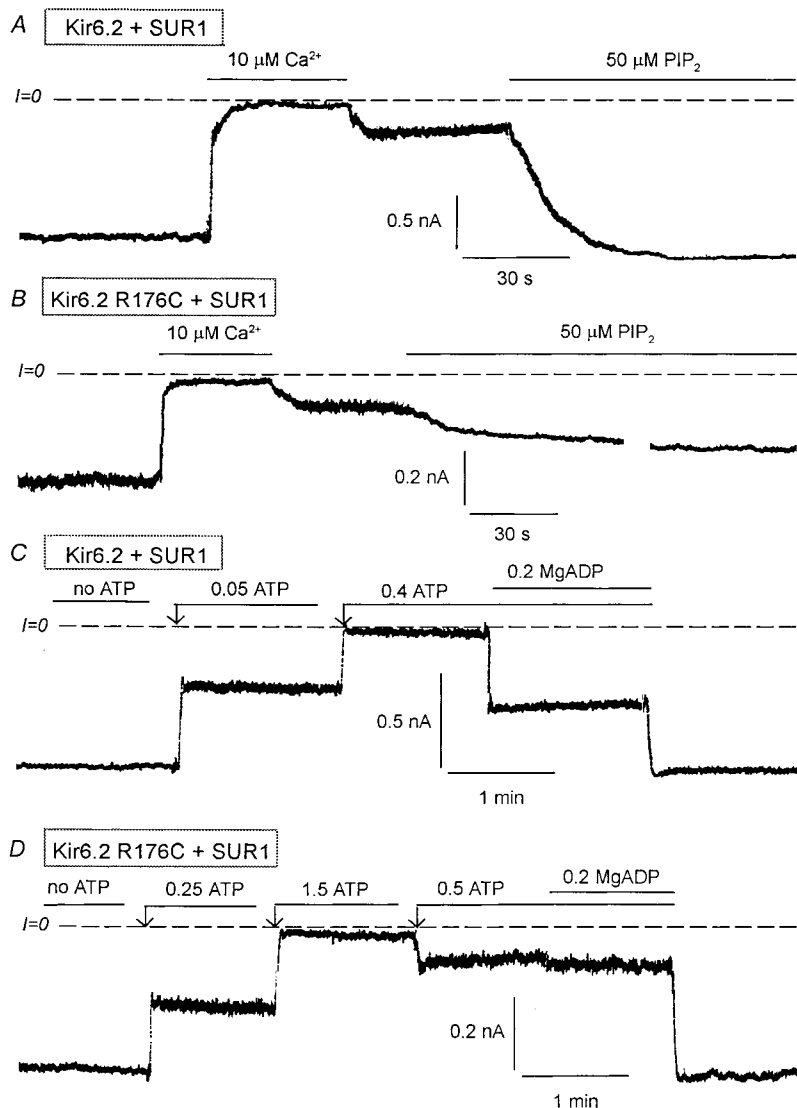 A Kir6.2 + SUR1
10 μM Ca²⁺ 50 μM PIP₂
I=0
0.5 nA
30 s
B Kir6.2 R176C + SUR1
10 μM Ca²⁺ 50 μM PIP₂
I=0
0.2 nA
30 s
C Kir6.2 + SUR1
0.2 MgADP
no ATP 0.05 ATP 0.4 ATP
I=0
0.5 nA
1 min
D Kir6.2 R176C + SUR1
0.2 MgADP
no ATP 0.25 ATP 1.5 ATP 0.5 ATP
I=0
0.2 nA
1 min